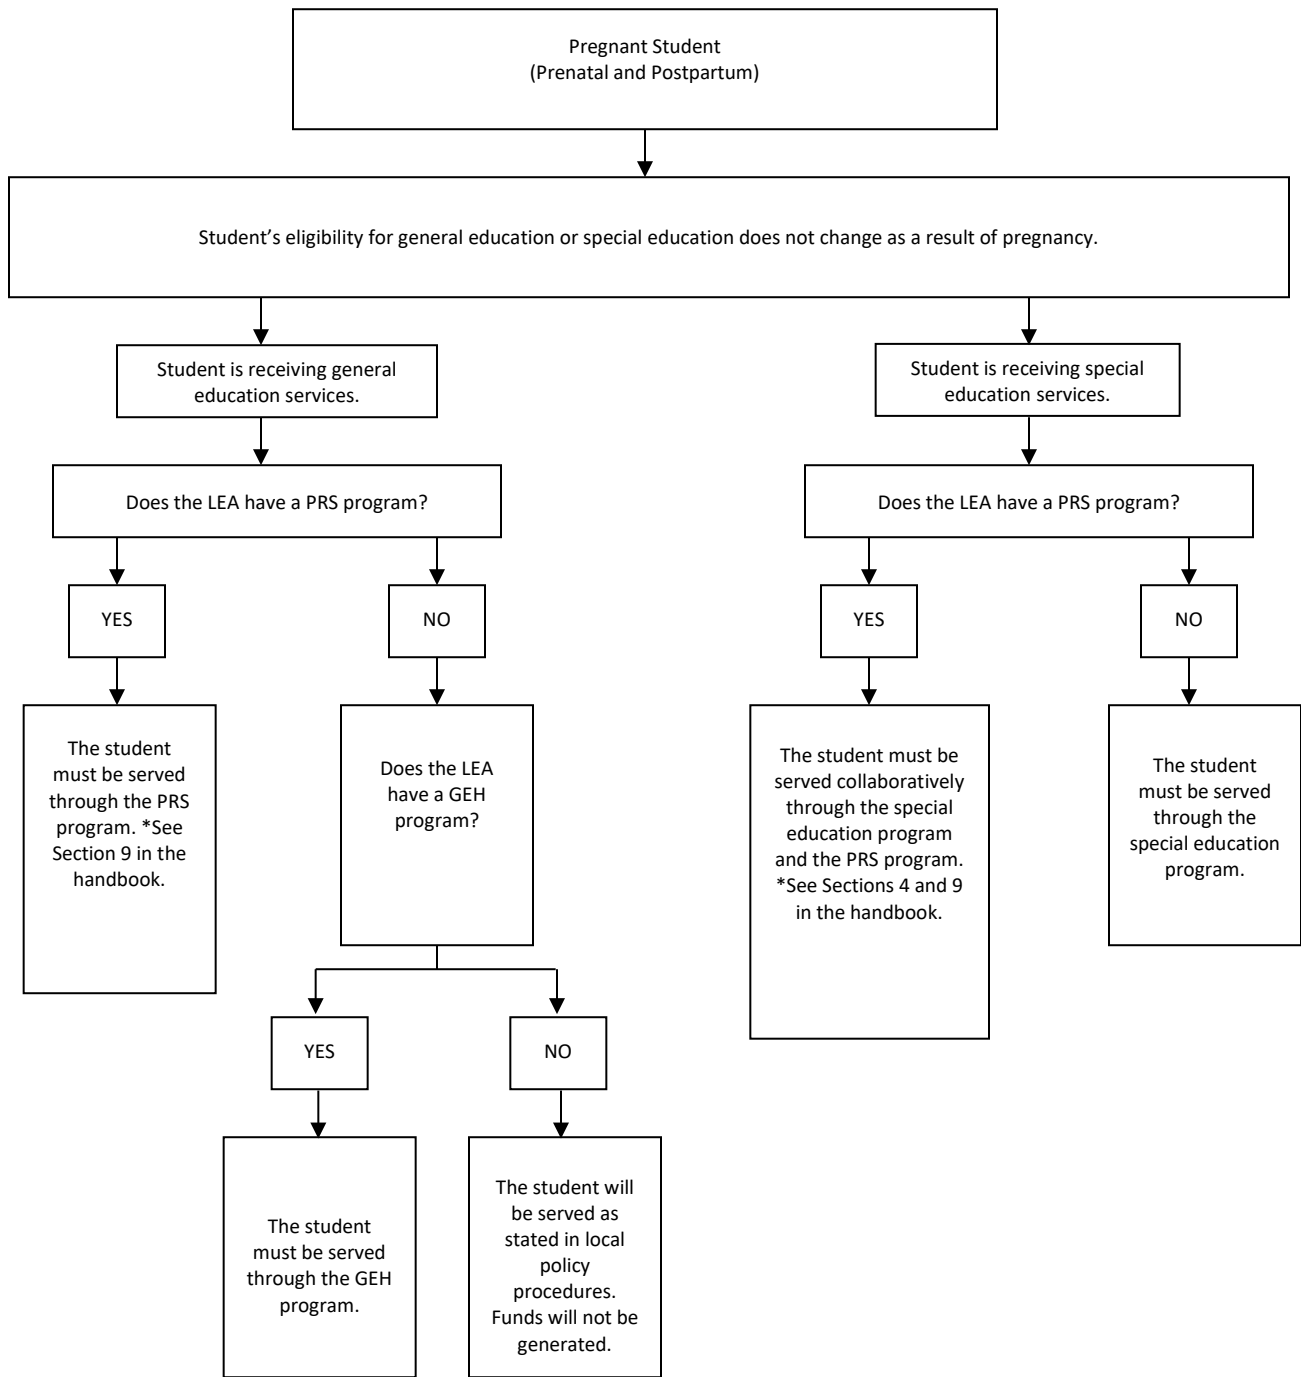 Pregnant Student
(Prenatal and Postpartum)
Student’s eligibility for general education or special education does not change as a result of pregnancy.
Student is receiving general
education services.
Student is receiving special
education services.
Does the LEA have a PRS program?
Does the LEA have a PRS program?
YES
NO
YES
NO
The student
must be served
through the PRS
program. *See
Section 9 in the
handbook.
Does the LEA
have a GEH
program?
The student must be
served collaboratively
through the special
education program
and the PRS program.
*See Sections 4 and 9
in the handbook.
The student
must be served
through the
special education
program.
YES
NO
The student
must be served
through the GEH
program.
The student will
be served as
stated in local
policy
procedures.
Funds will not be
generated.